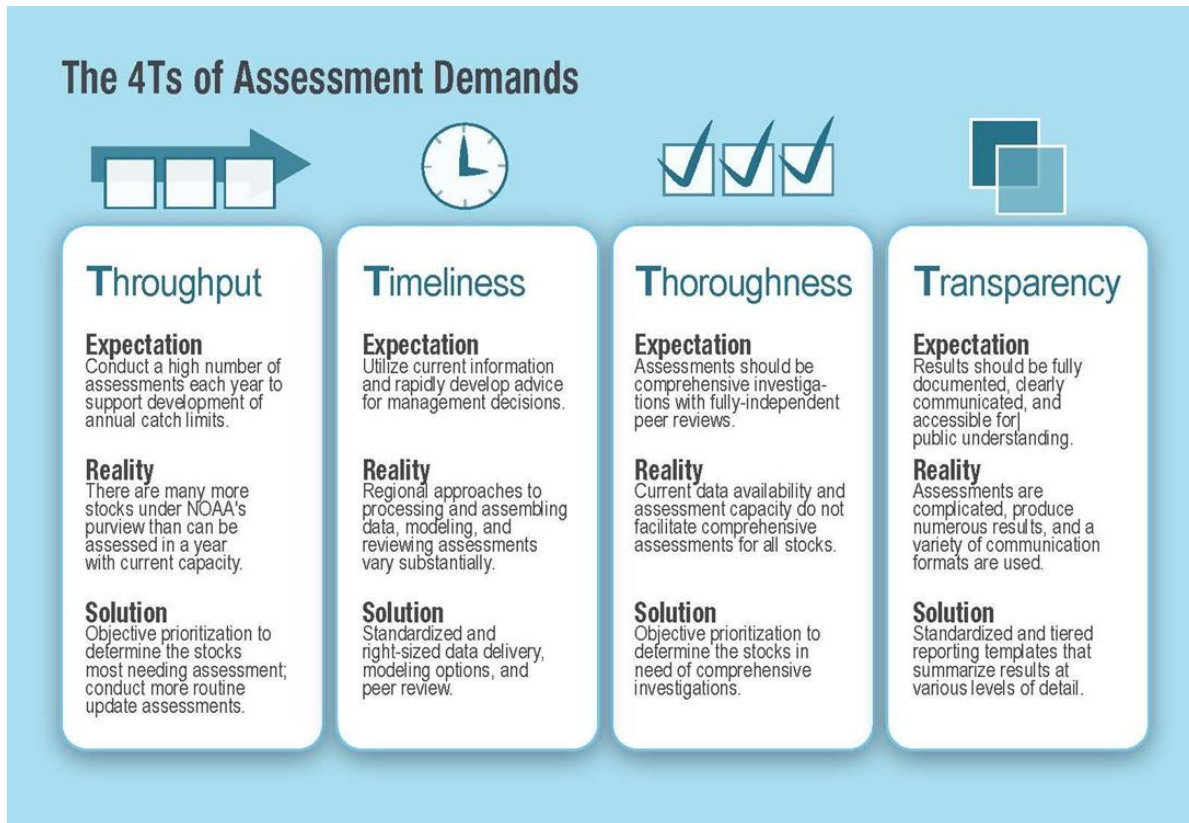 The 4Ts of Assessment Demands
Throughput
Expectation
Conduct a high number of
assessments each year to
support development of
annual catch limits.
Reality
There are many more
stocks under NOAA's
purview than can be
assessed in a year
with current capacity.
Solution
Objective prioritization to
determine the stocks
most needing assessment;
conduct more routine
update assessments.
Timeliness
Expectation
Utilize current information
and rapidly develop advice
for management decisions.
Reality
Regional approaches to
processing and assembling
data, modeling, and
reviewing assessments
vary substantially.
Solution
Standardized and
right-sized data delivery,
modeling options, and
peer review.
Thoroughness
Expectation
Assessments should be
comprehensive investiga-
tions with fully-independent
peer reviews.
Reality
Current data availability and
assessment capacity do not
facilitate comprehensive
assessments for all stocks.
Solution
Objective prioritization to
determine the stocks in
need of comprehensive
investigations.
Transparency
Expectation
Results should be fully
documented, clearly
communicated, and
accessible for|
public understanding.
Reality
Assessments are
complicated, produce
numerous results, and a
variety of communication
formats are used.
Solution
Standardized and tiered
reporting templates that
summarize results at
various levels of detail.